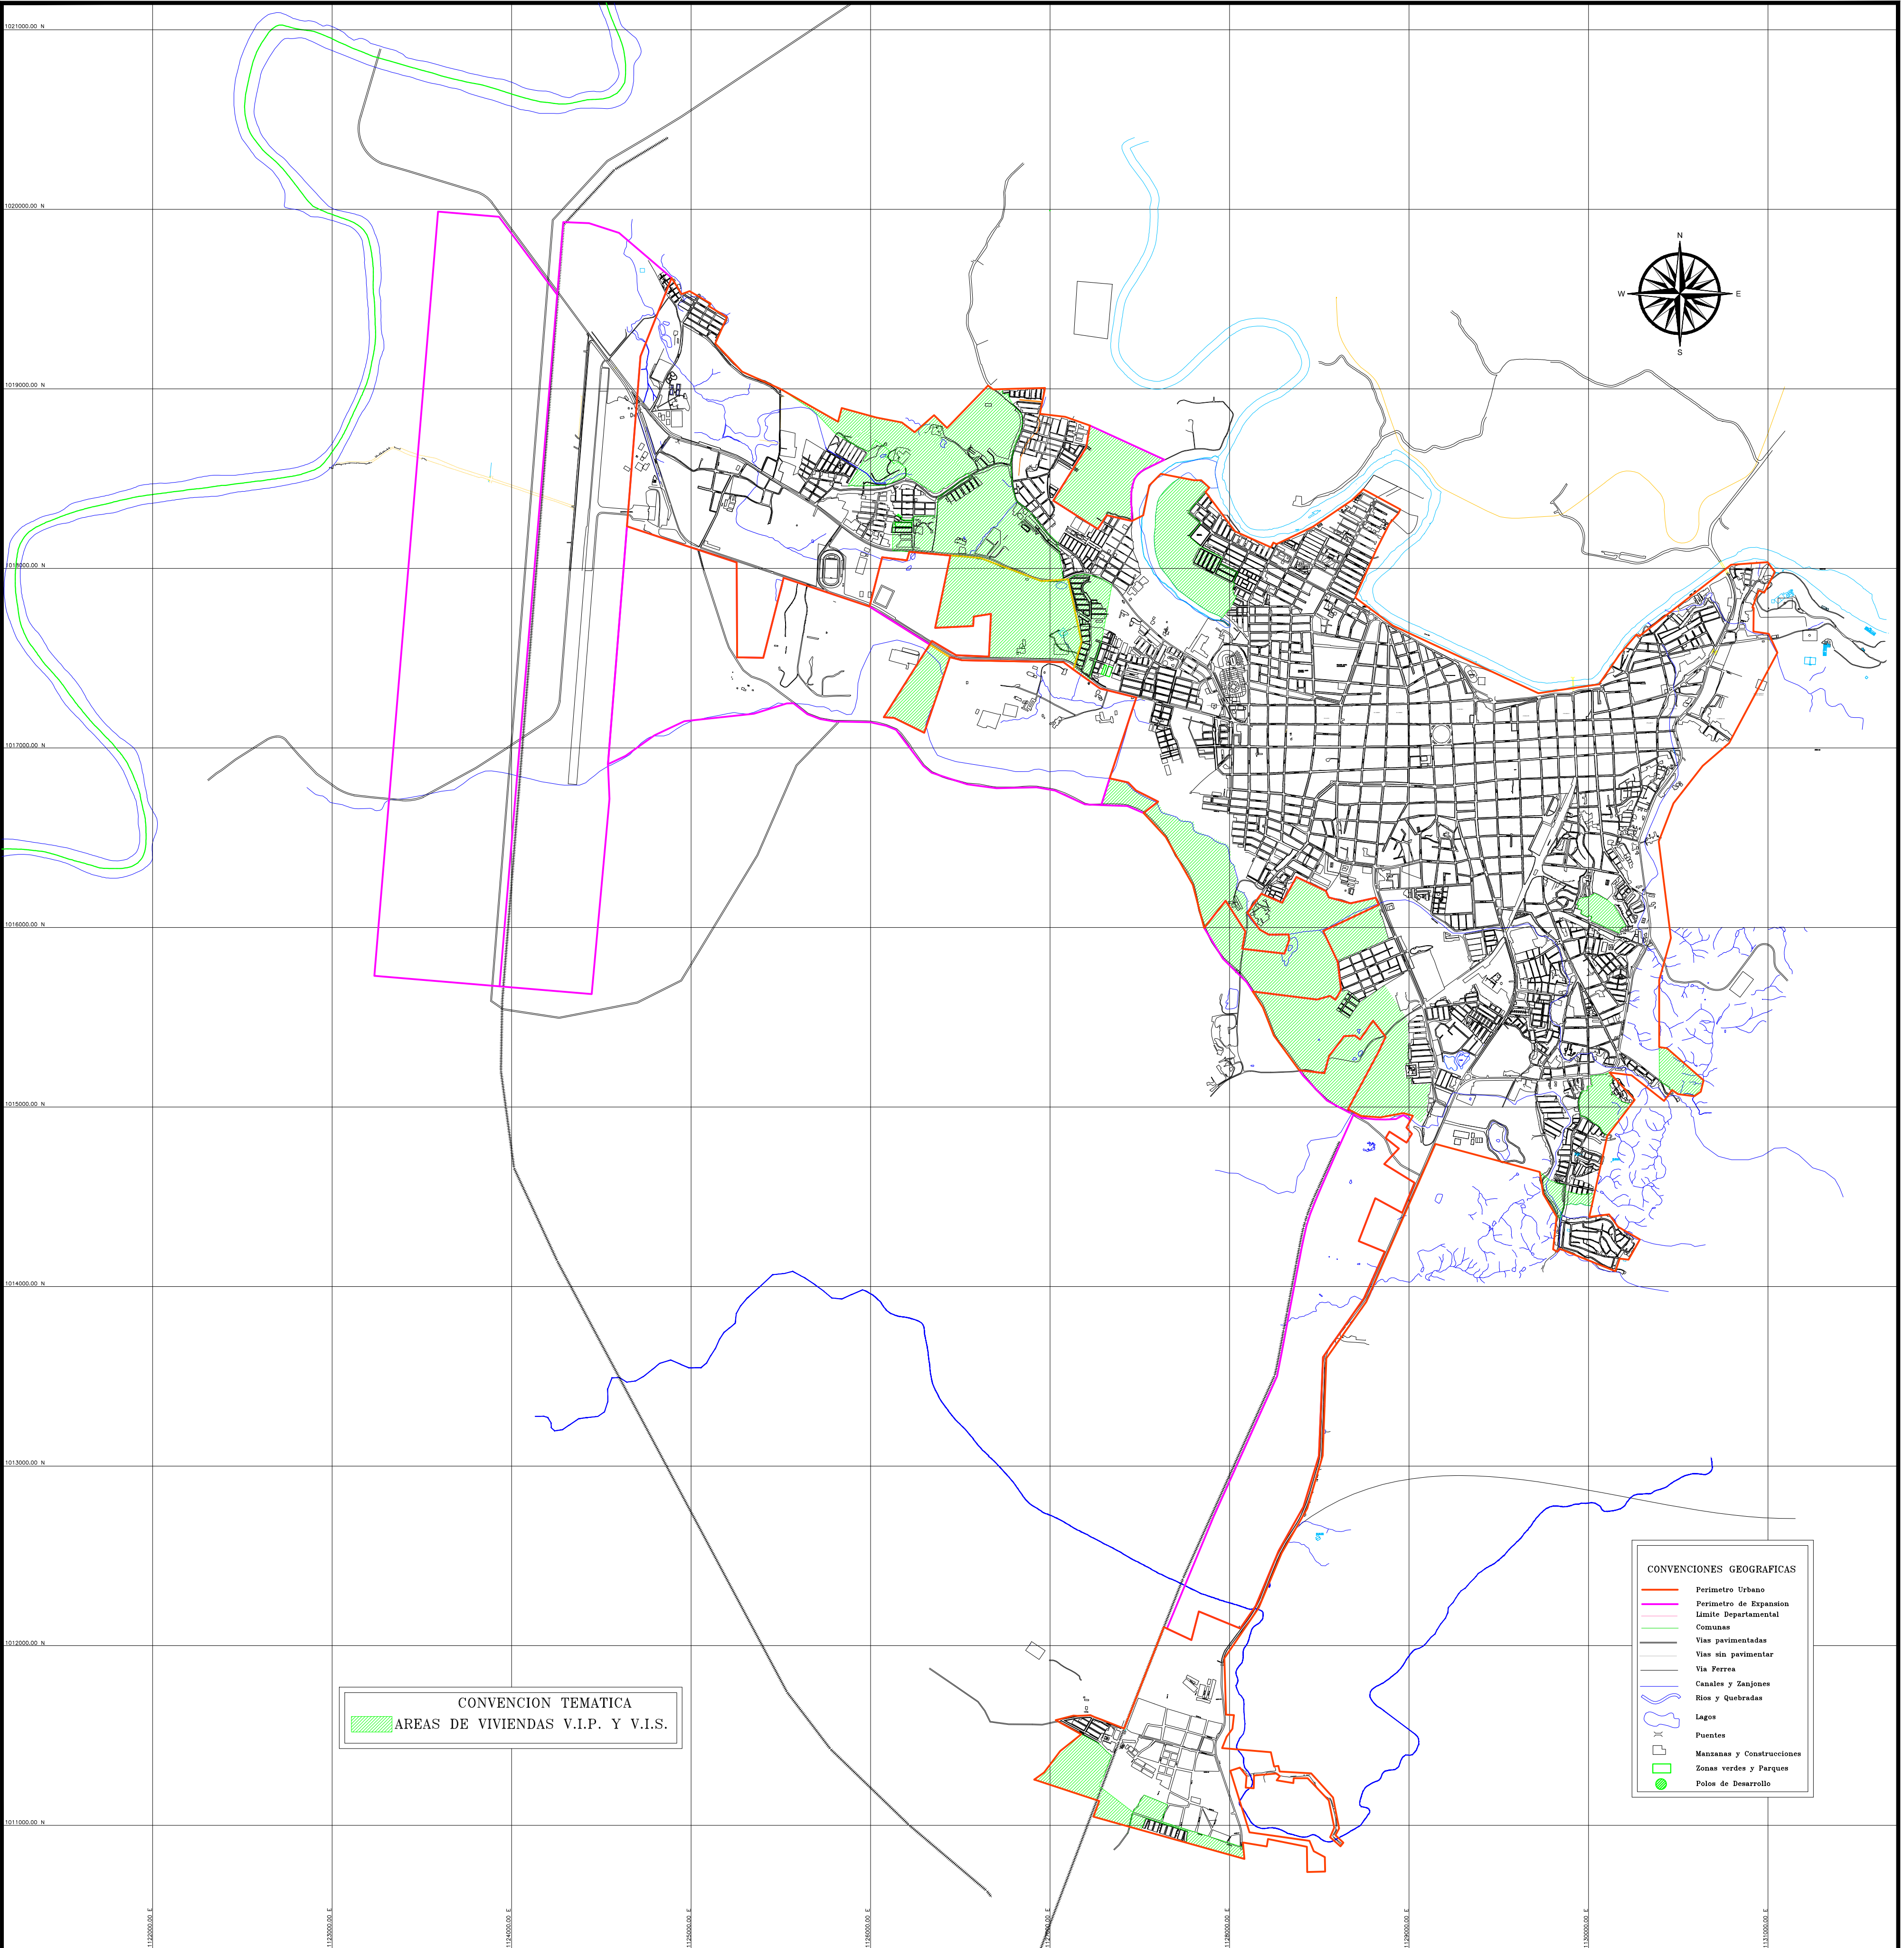 1021000.00 N
1020000.00 N
N
W
E
S
1019000.00 N
1018000.00 N
1017000.00 N
1016000.00 N
1015000.00 N
1014000.00 N
1013000.00 N
CONVENCIONES GEOGRAFICAS
Perimetro Urbano
Perimetro de Expansion
Limite Departamental
Comunas
Vias pavimentadas
Vias sin pavimentar
Via Ferrea
Canales y Zanjones
Rios y Quebradas
Lagos
Puentes
Manzanas y Construcciones
Zonas verdes y Parques
Polos de Desarrollo
1012000.00 N
CONVENCION TEMATICA
AREAS DE VIVIENDAS V.I.P. Y V.I.S.
1011000.00 N
1122000.00 E
1123000.00 E
1124000.00 E
1125000.00 E
1126000.00 E
1127000.00 E
1128000.00 E
1129000.00 E
1130000.00 E
1131000.00 E